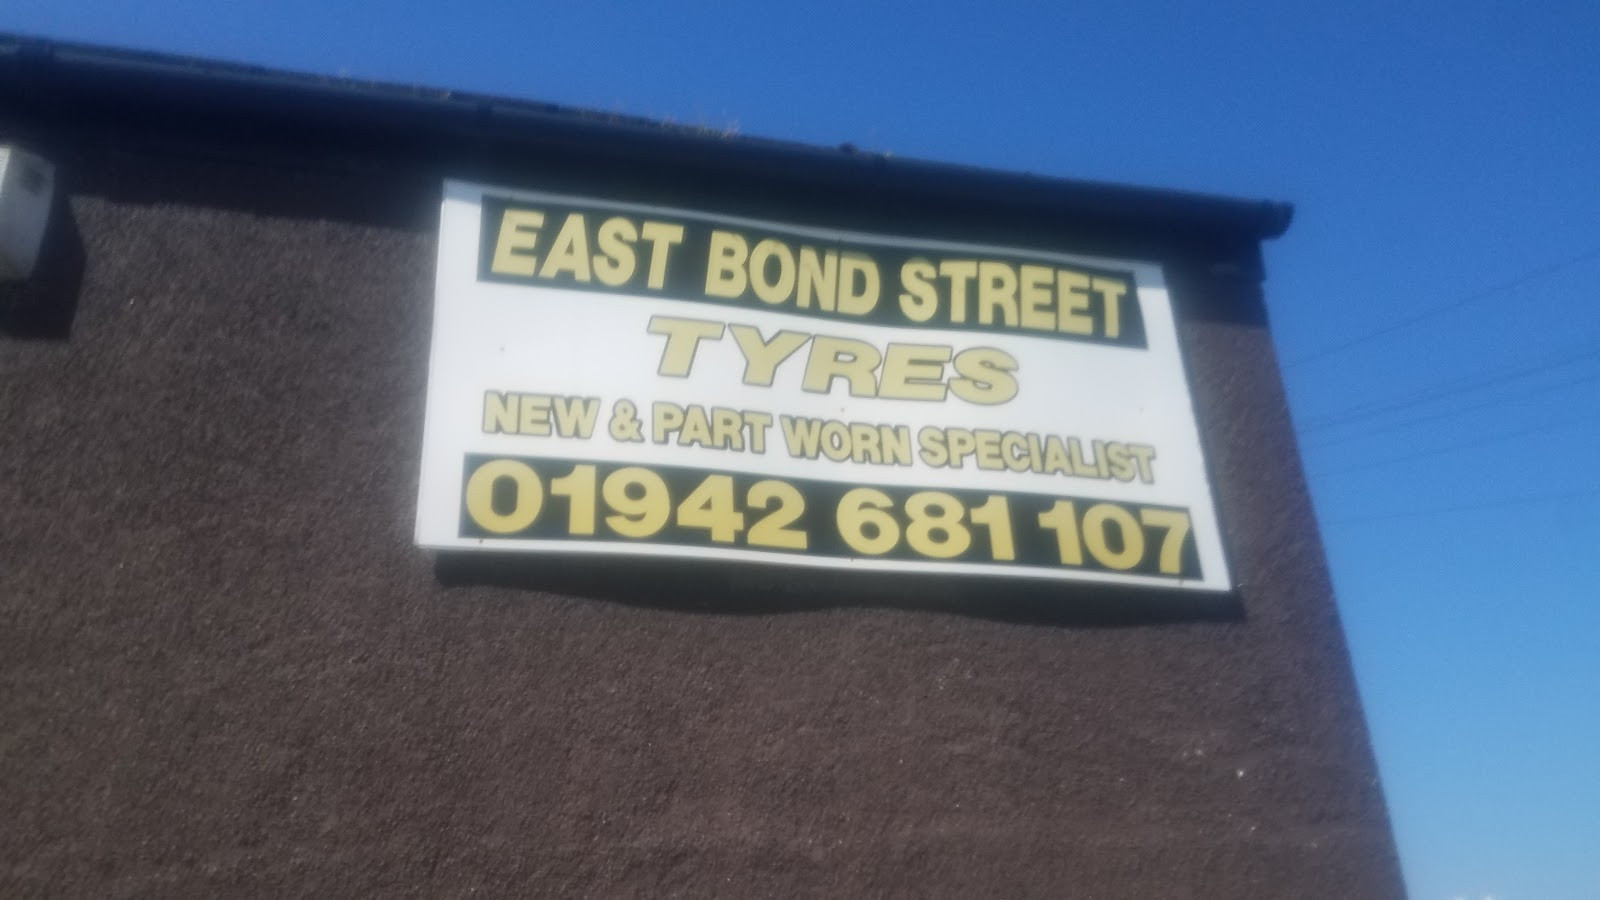 EAST BOND STREET
TYRES
NEW & PART WORN SPECIALIST
01942 681 107